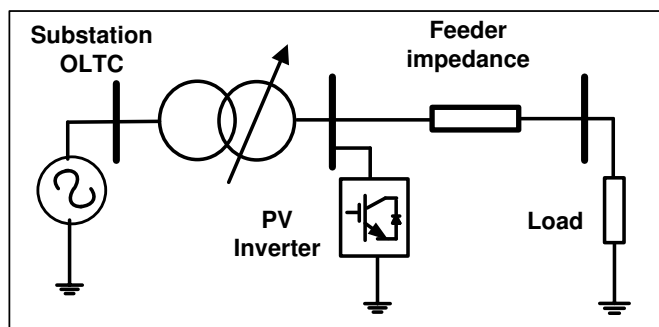 Substation
OLTC
Feeder
impedance
PV
Inverter
Load